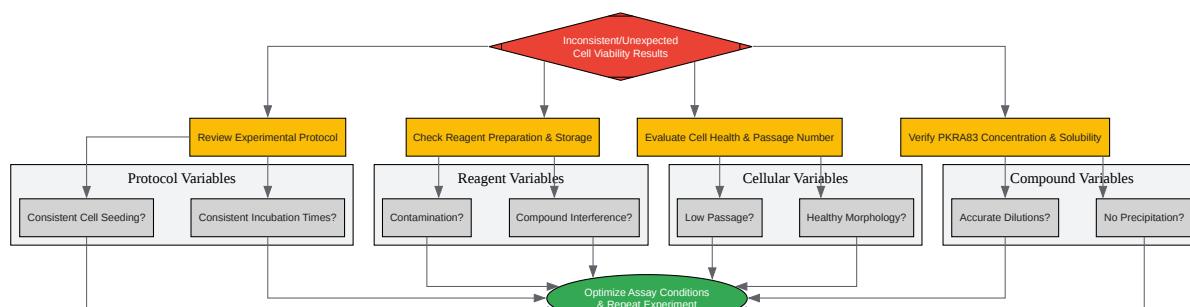 Inconsistent/Unexpected
Cell Viability Results
Review Experimental Protocol
Check Reagent Preparation & Storage
Evaluate Cell Health & Passage Number
Verify PKRA83 Concentration & Solubility
Protocol Variables
Reagent Variables
Cellular Variables
Compound Variables
Consistent Cell Seeding?
Consistent Incubation Times?
Contamination?
Compound Interference?
Low Passage?
Healthy Morphology?
Accurate Dilutions?
No Precipitation?
Optimize Assay Conditions
& Repeat Experiment